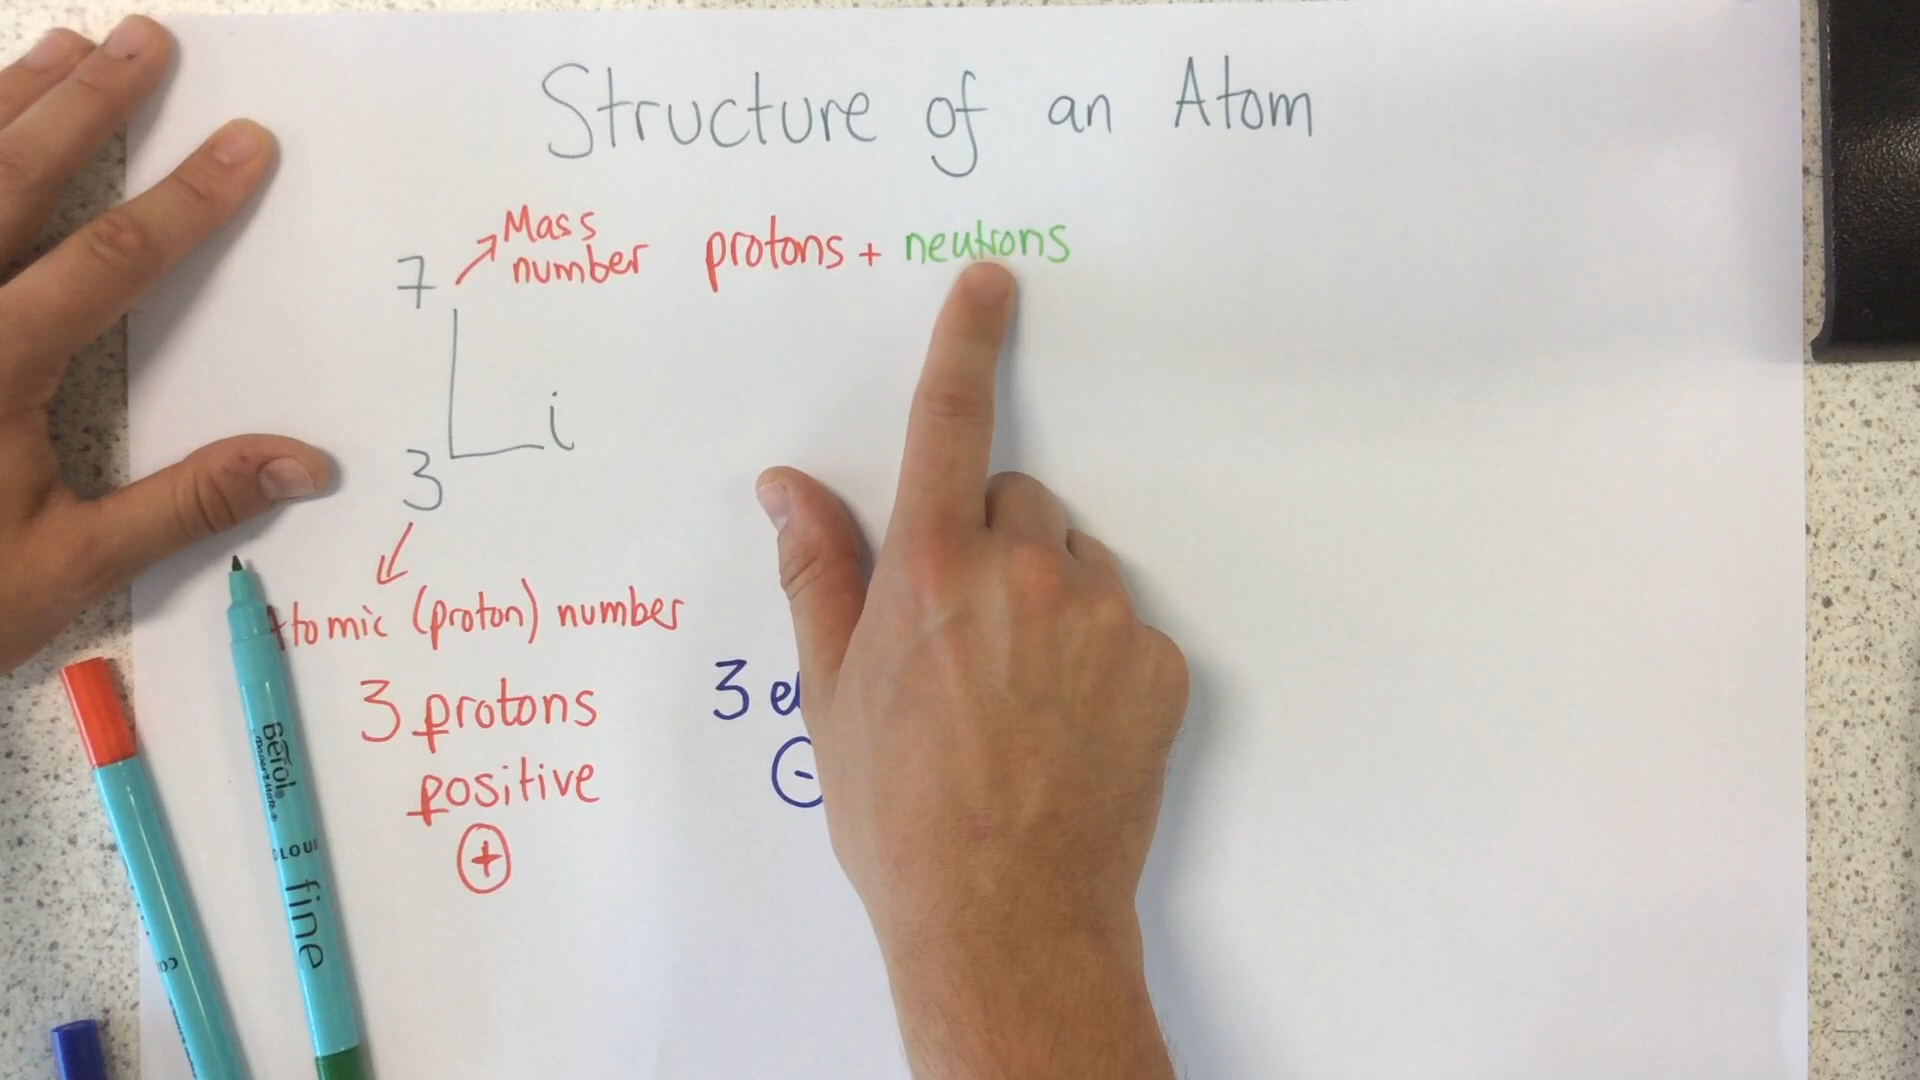 Structure of an Atom
Mass
number
protons + neutrons
7
Li
3
Atomic (proton) number
3 protons
3 e
positive
-
+
Berol
fine